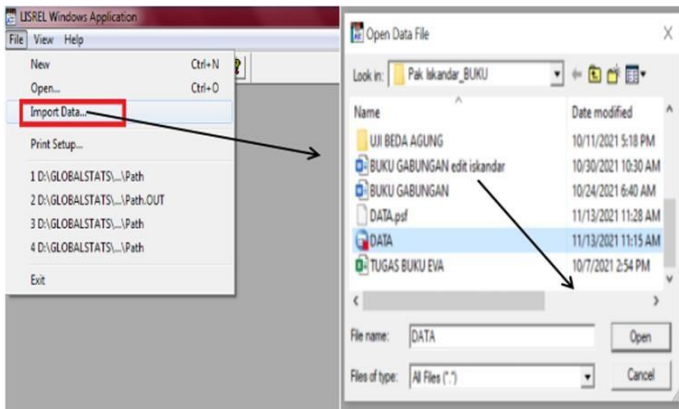 LISREL Windows Application
File View Help
New Ctrl+N
Open... Ctrl+O
Import Data...
Print Setup...
1 D:\GLOBALSTATS\...\Path
2 D:\GLOBALSTATS\...\Path.OUT
3 D:\GLOBALSTATS\...\Path
4 D:\GLOBALSTATS\...\Path
Exit
Open Data File
Look in: Pak Iskandar_BUKU
Name Date modified
UJI BEDA AGUNG 10/11/2021 5:18 PM
BUKU GABUNGAN edit iskandar 10/30/2021 10:30 AM
BUKU GABUNGAN 10/24/2021 6:40 AM
DATA.psf 11/13/2021 11:28 AM
DATA 11/13/2021 11:15 AM
TUGAS BUKU EVA 10/7/2021 2:54 PM
File name: DATA Open
Files of type: All Files (*.*) Cancel